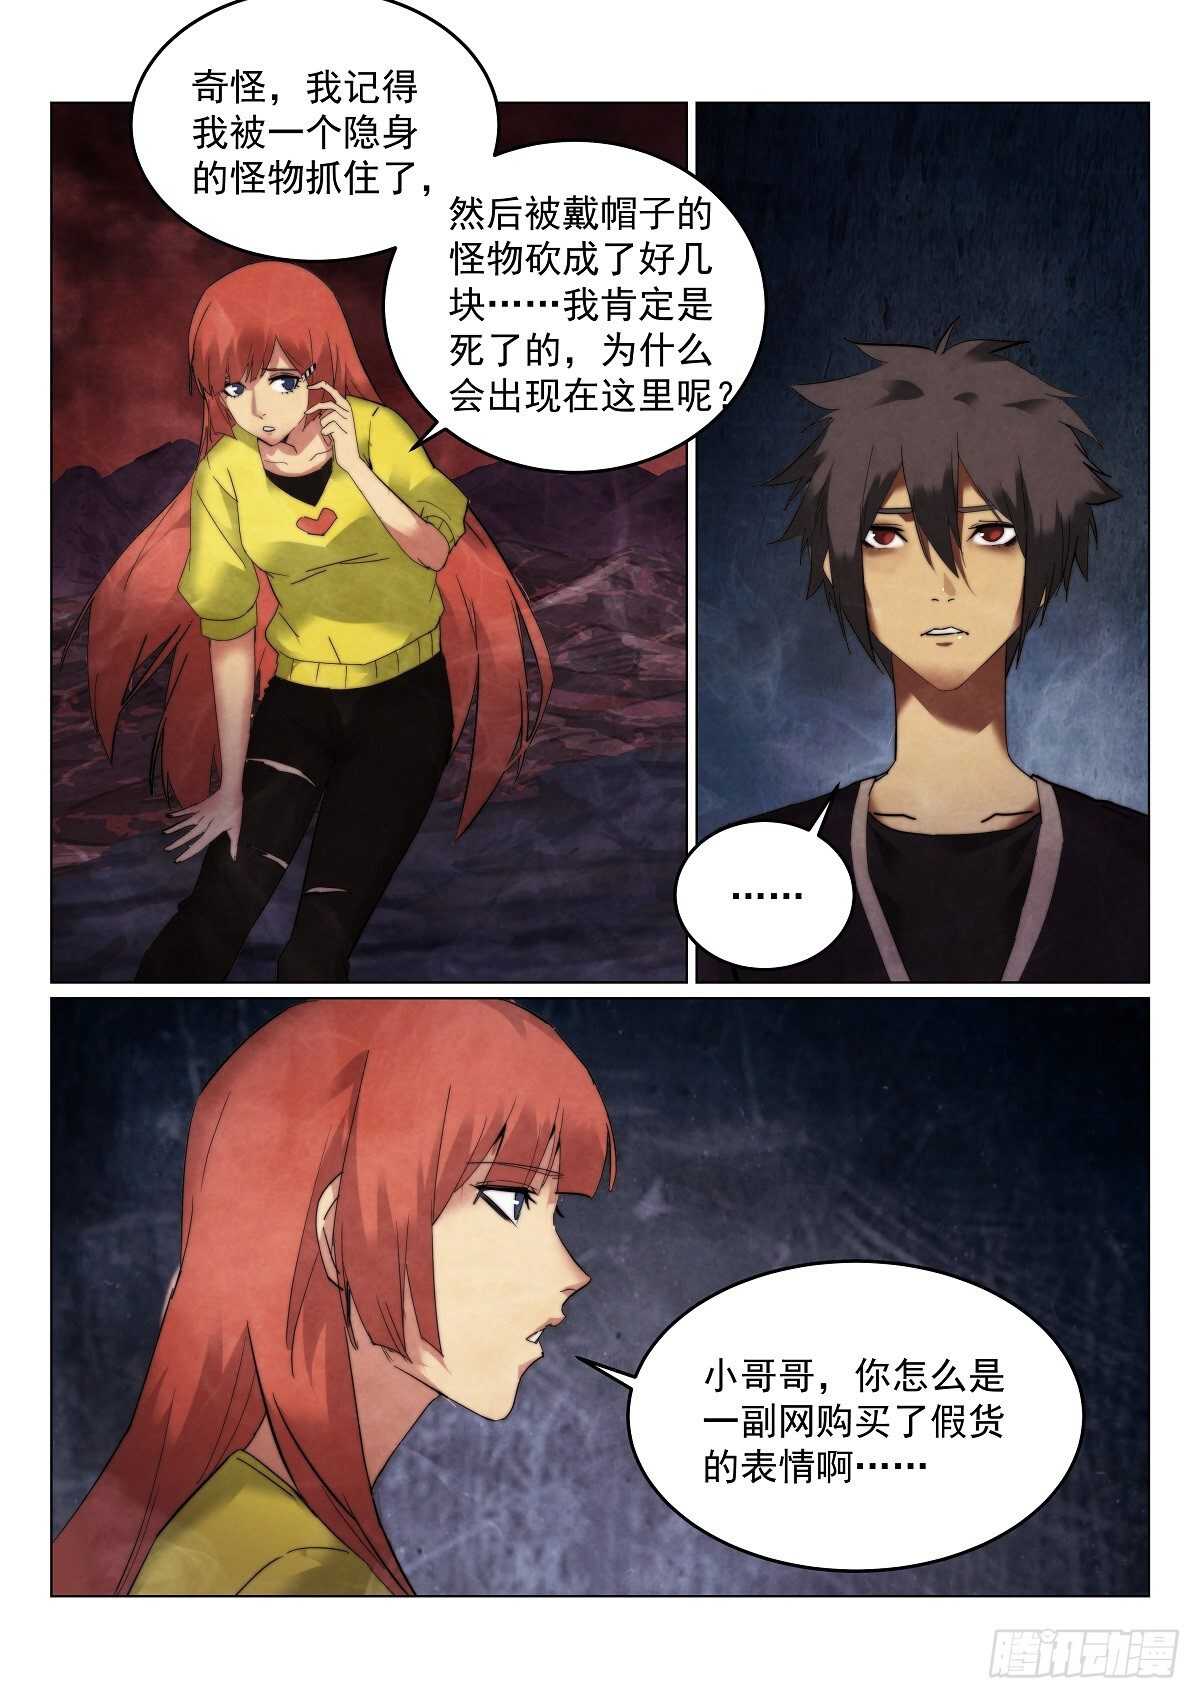 奇怪，我记得
我被一个隐身
的怪物抓住了，
然后被戴帽子的
怪物砍成了好几
块……我肯定是
死了的，为什么
会出现在这里呢？
……
小哥哥，你怎么是
一副网购买了假货
的表情啊……
腾讯动漫